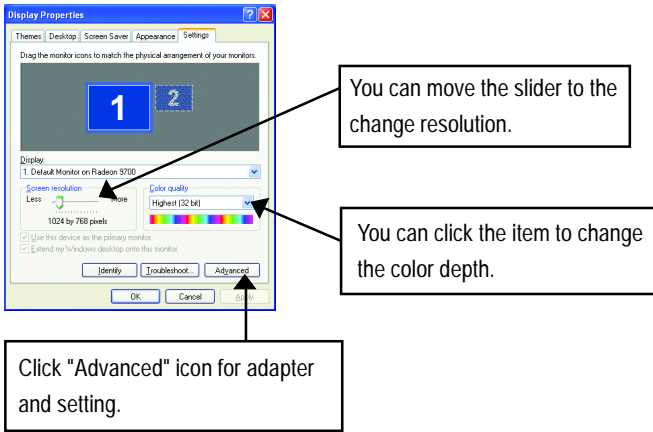 Display Properties
Themes Desktop Screen Saver Appearance Settings
Drag the monitor icons to match the physical arrangement of your monitors.
1 2
Display:
1. Default Monitor on Radeon 9700
Screen resolution
Less More
1024 by 768 pixels
Color quality
Highest (32 bit)
Use this device as the primary monitor.
Extend my Windows desktop onto this monitor.
Identify Troubleshoot... Advanced
OK Cancel Apply
You can move the slider to the
change resolution.
You can click the item to change
the color depth.
Click "Advanced" icon for adapter
and setting.